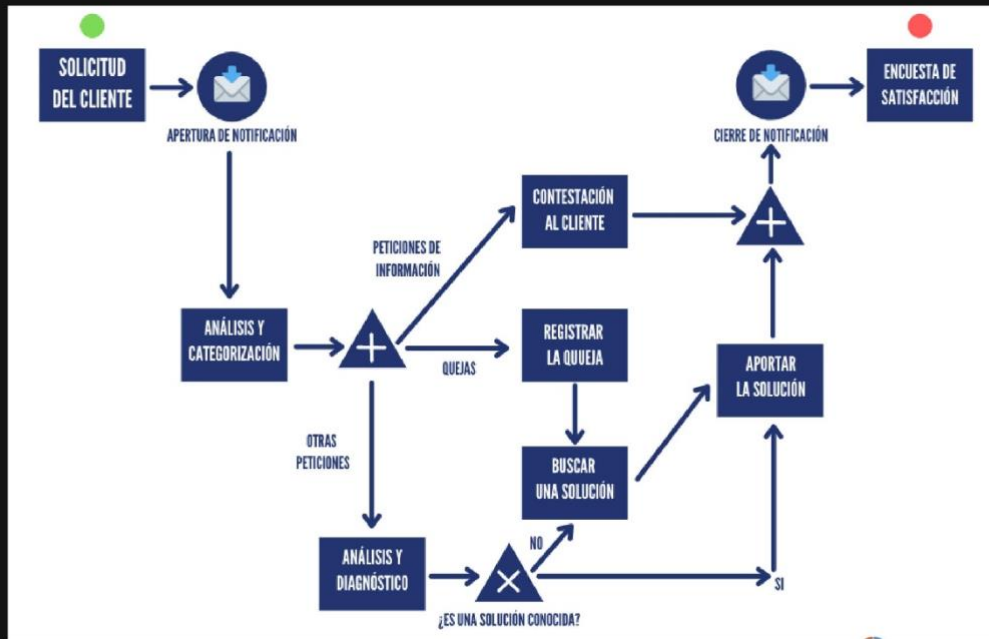 SOLICITUD
DEL CLIENTE
APERTURA DE NOTIFICACIÓN
CIERRE DE NOTIFICACIÓN
ENCUESTA DE
SATISFACCIÓN
CONTESTACIÓN
AL CLIENTE
PETICIONES DE
INFORMACIÓN
ANÁLISIS Y
CATEGORIZACIÓN
QUEJAS
REGISTRAR
LA QUUEJA
APORTAR
LA SOLUCIÓN
OTRAS
PETICIONES
BUSCAR
UNA SOLUCIÓN
ANÁLISIS Y
DIAGNÓSTICO
NO
SI
¿ES UNA SOLUCIÓN CONOCIDA?